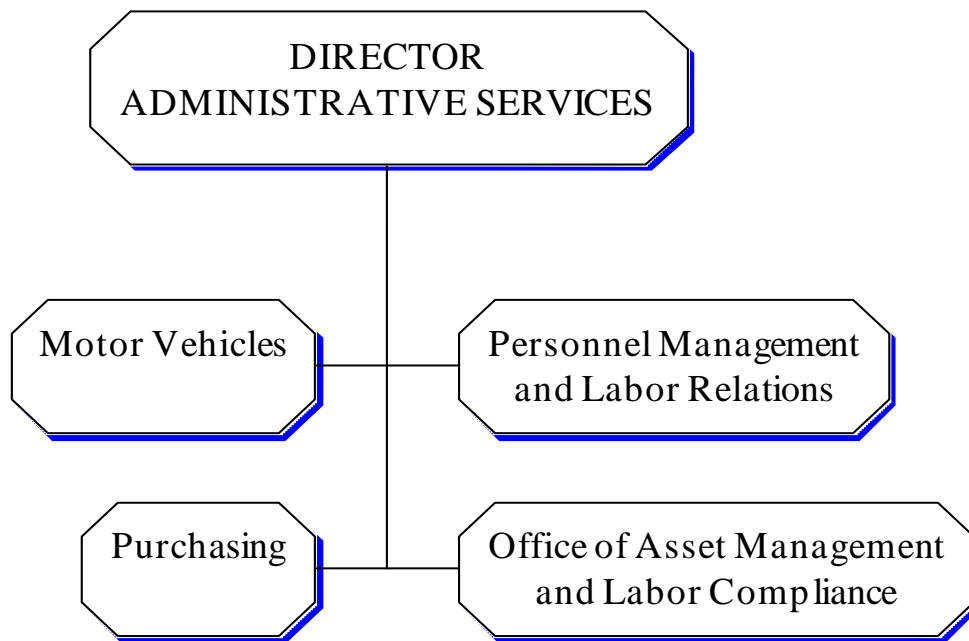 DIRECTOR
ADMINISTRATIVE SERVICES
Motor Vehicles
Personnel Management
and Labor Relations
Purchasing
Office of Asset Management
and Labor Compliance